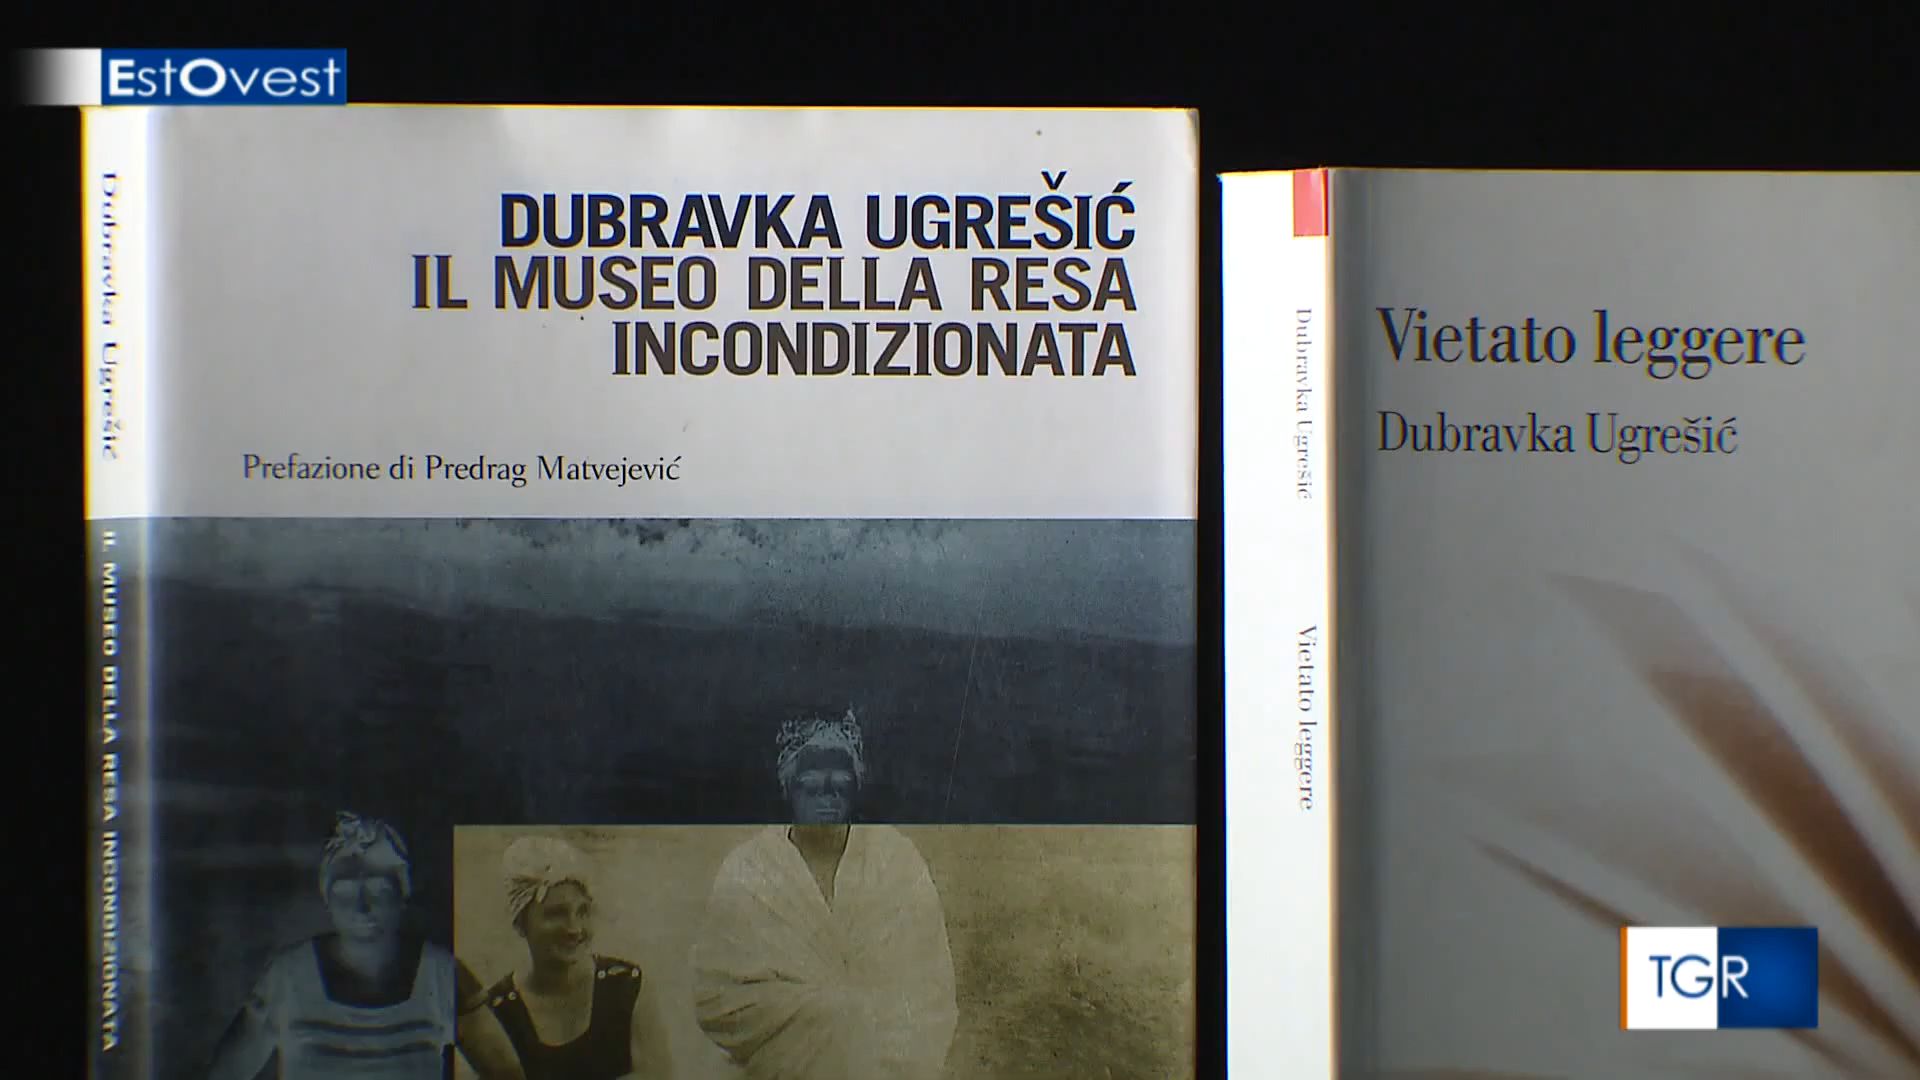 EstOvest
DUBRAVKA UGREŠIĆ
IL MUSEO DELLA RESA
INCONDIZIONATA
Prefazione di Predrag Matvejević
Dubravka Ugrešić
IL MUSEO DELLA RESA INCONDIZIONATA
Dubravka Ugrešić
Vietato leggere
Vietato leggere
Dubravka Ugrešić
TGR